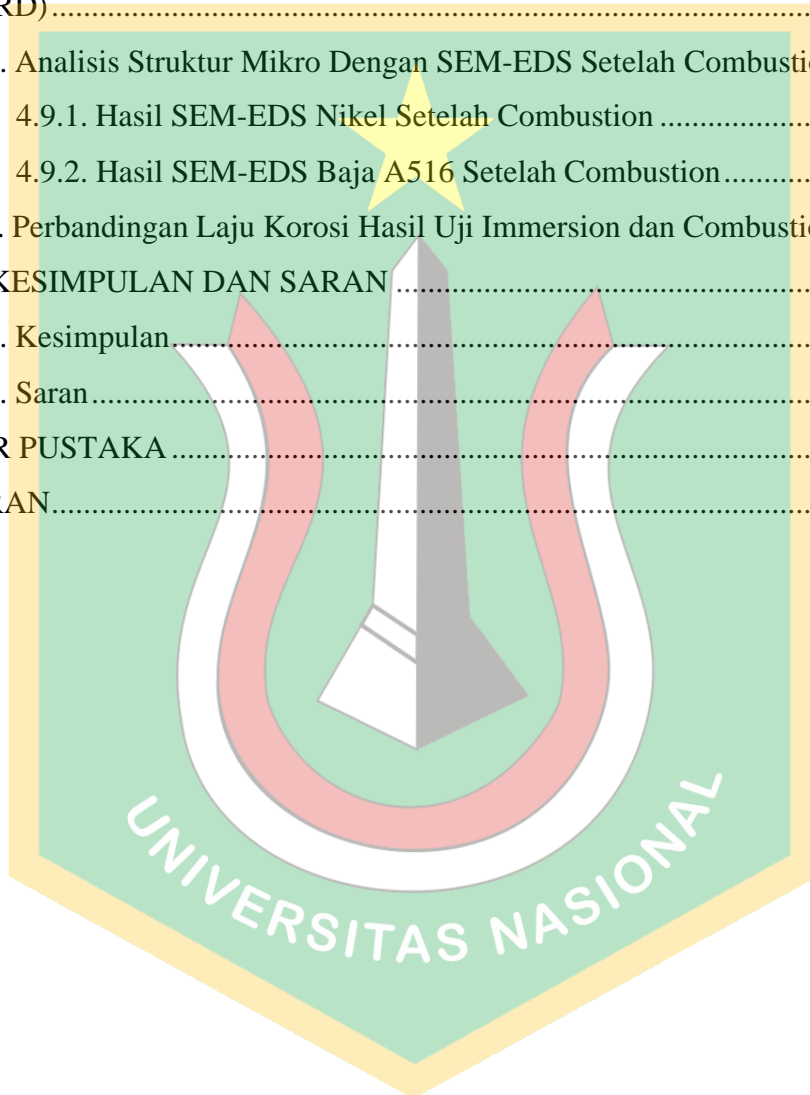 RD)..........
. Analisis Struktur Mikro Dengan SEM-EDS Setelah Combusti
4.9.1. Hasil SEM-EDS Nikel Setelah Combustion ..........
4.9.2. Hasil SEM-EDS Baja A516 Setelah Combustion..........
. Perbandingan Laju Korosi Hasil Uji Immersion dan Combusti
KESIMPULAN DAN SARAN ..........
. Kesimpulan..........
. Saran..........
R PUSTAKA ..........
RAN..........
UNIVERSITAS NASIONAL